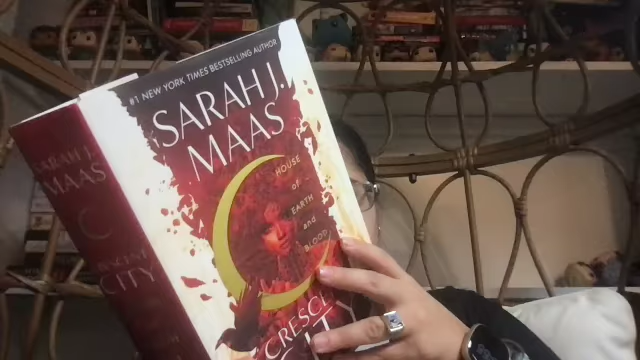 SARAH J.
MAAS
CITY
#1 NEW YORK TIMES BESTSELLING AUTHOR
SARAH J.
MAAS
HOUSE
of
EARTH
and
BLOOD